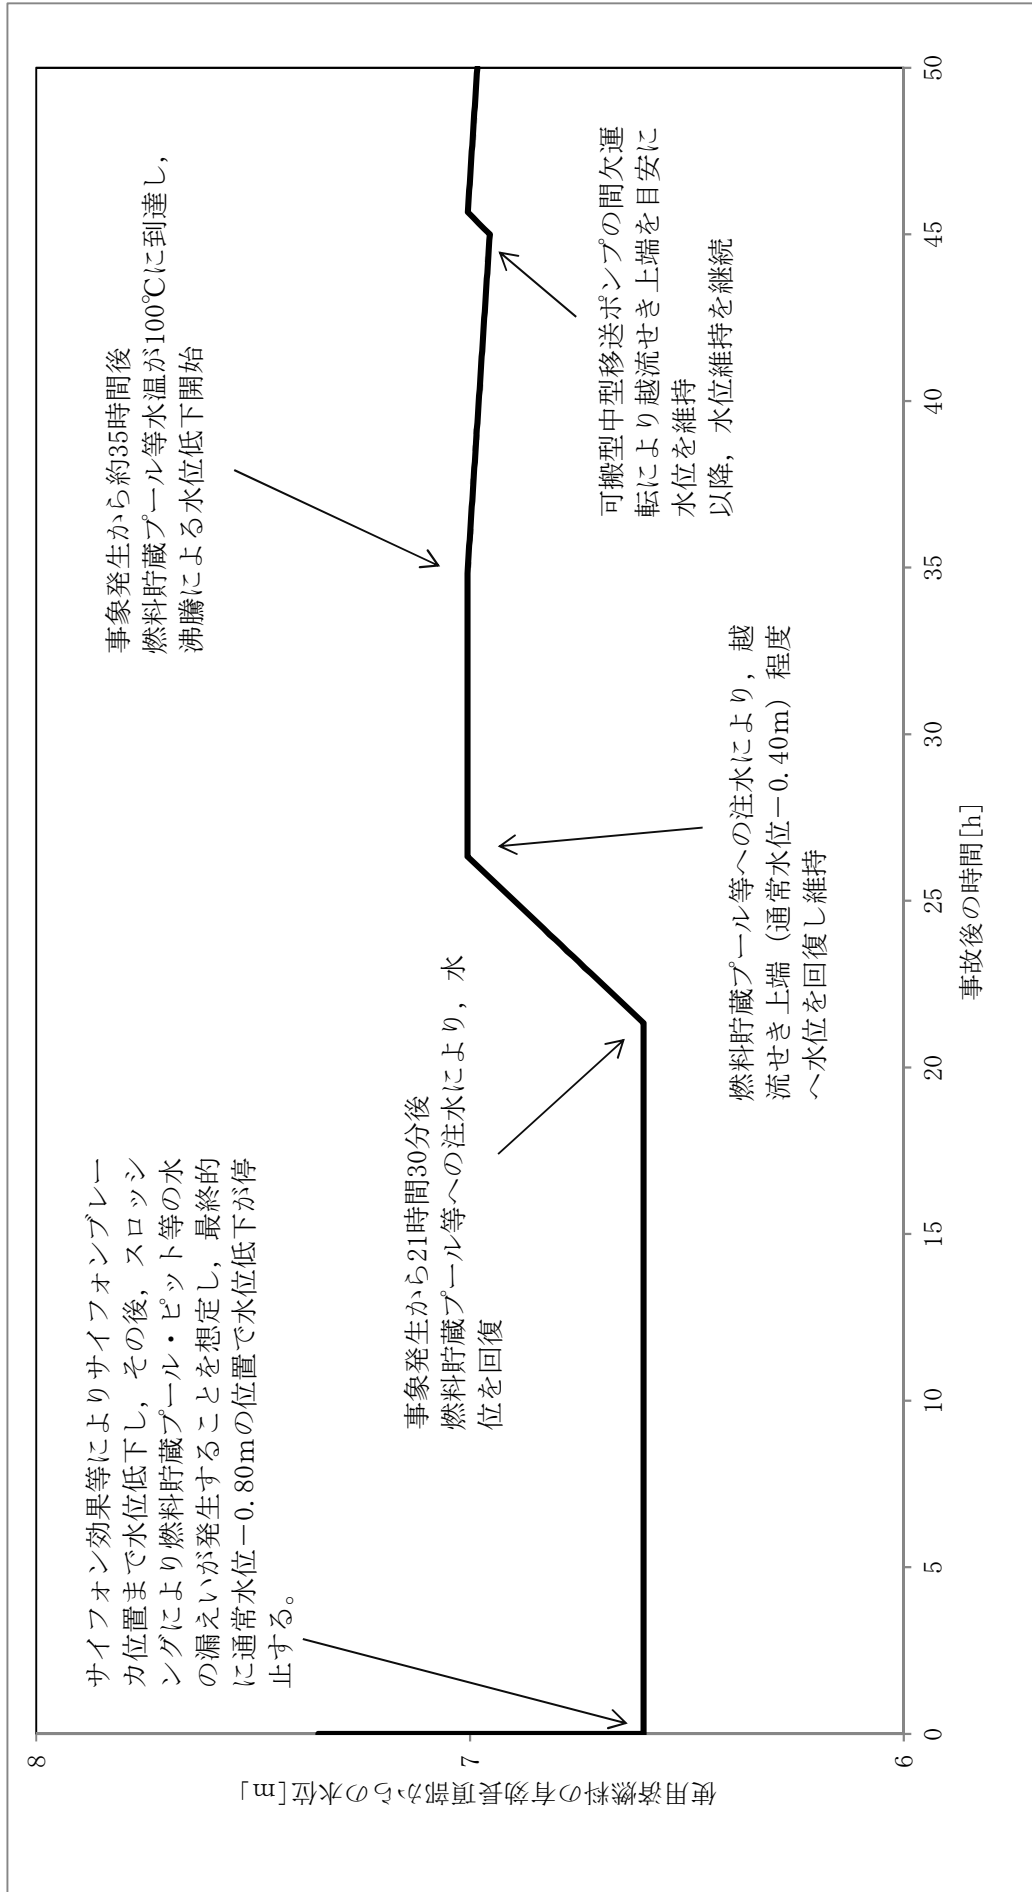 サイフォン効果等によりサイフォンブレー
カ位置まで水位低下し，その後，スロッシ
ングにより燃料貯蔵プール・ピット等の水
の漏えいが発生することを想定し，最終的
に通常水位－0.80mの位置で水位低下が停
止する。
事象発生から約35時間後
燃料貯蔵プール等水温が100℃に到達し，
沸騰による水位低下開始
事象発生から21時間30分後
燃料貯蔵プール等への注水により，水
位を回復
可搬型中型移送ポンプの間欠運
転により越流せき上端を目安に
水位を維持
以降，水位維持を継続
燃料貯蔵プール等への注水により，越
流せき上端（通常水位－0.40m）程度
へ水位を回復し維持
使用済燃料の有効長頂部からの水位[m]
8
7
6
0
5
10
15
20
25
30
35
40
45
50
事故後の時間[h]